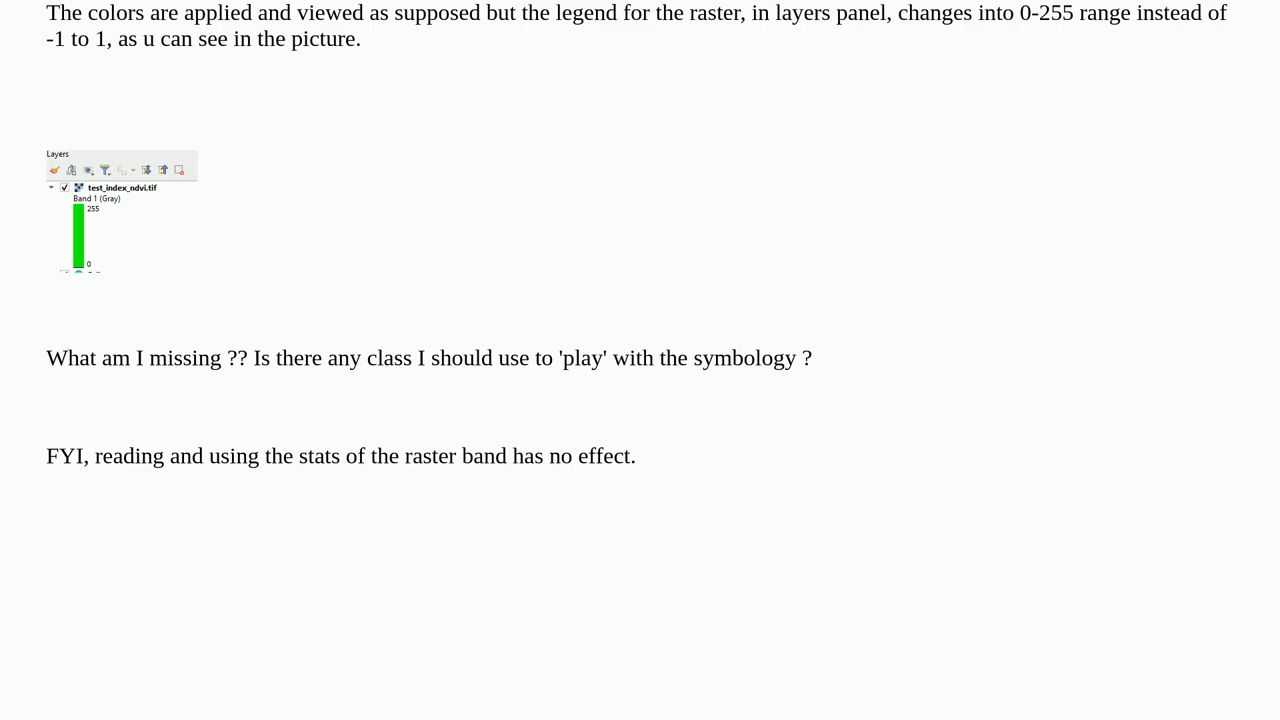 The colors are applied and viewed as supposed but the legend for the raster, in layers panel, changes into 0-255 range instead of
-1 to 1, as u can see in the picture.
Layers
test_index_ndvi.tif
Band 1 (Gray)
255
0
What am I missing ?? Is there any class I should use to 'play' with the symbology ?
FYI, reading and using the stats of the raster band has no effect.